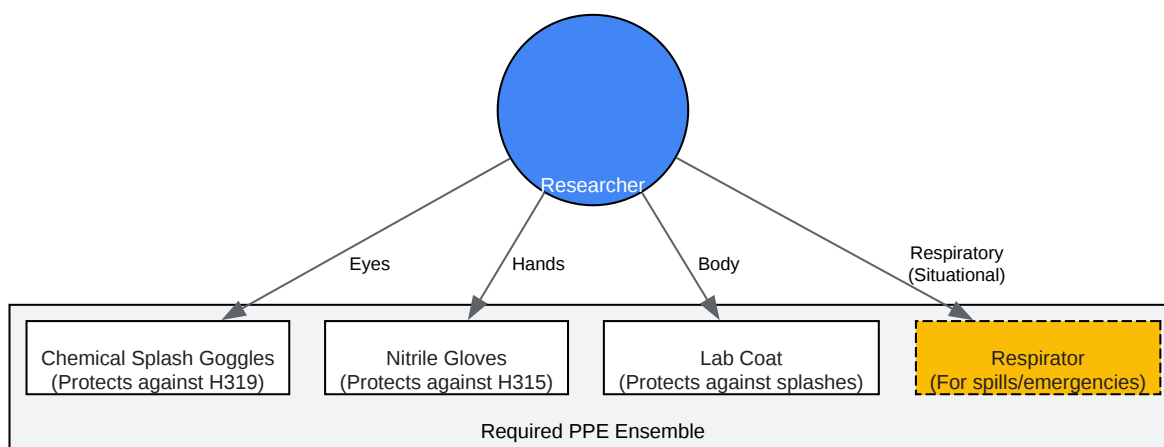 Researcher
Eyes
Hands
Body
Respiratory
(Situational)
Chemical Splash Goggles
(Protects against H319)
Nitrile Gloves
(Protects against H315)
Lab Coat
(Protects against splashes)
Respirator
(For spills/emergencies)
Required PPE Ensemble